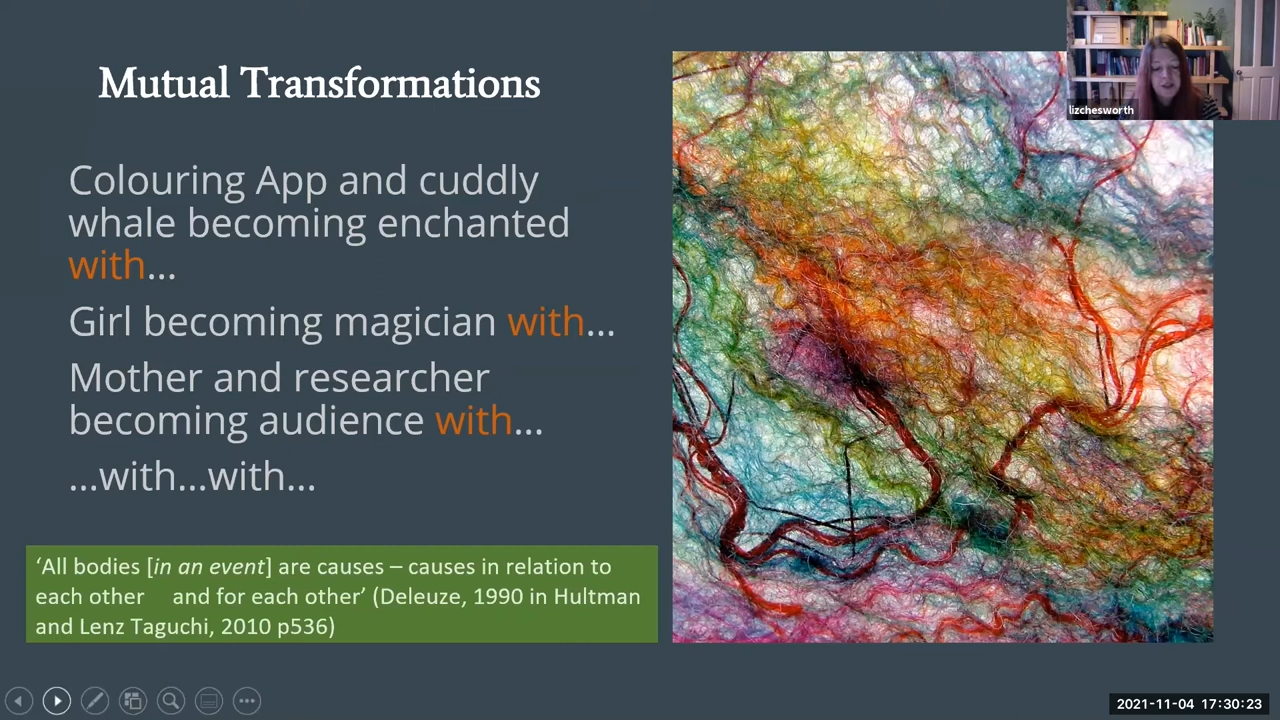 Mutual Transformations
Colouring App and cuddly
whale becoming enchanted
with...
Girl becoming magician with...
Mother and researcher
becoming audience with...
...with...with...
‘All bodies [in an event] are causes – causes in relation to
each other and for each other’ (Deleuze, 1990 in Hultman
and Lenz Taguchi, 2010 p536)
lizchesworth
2021-11-04 17:30:23